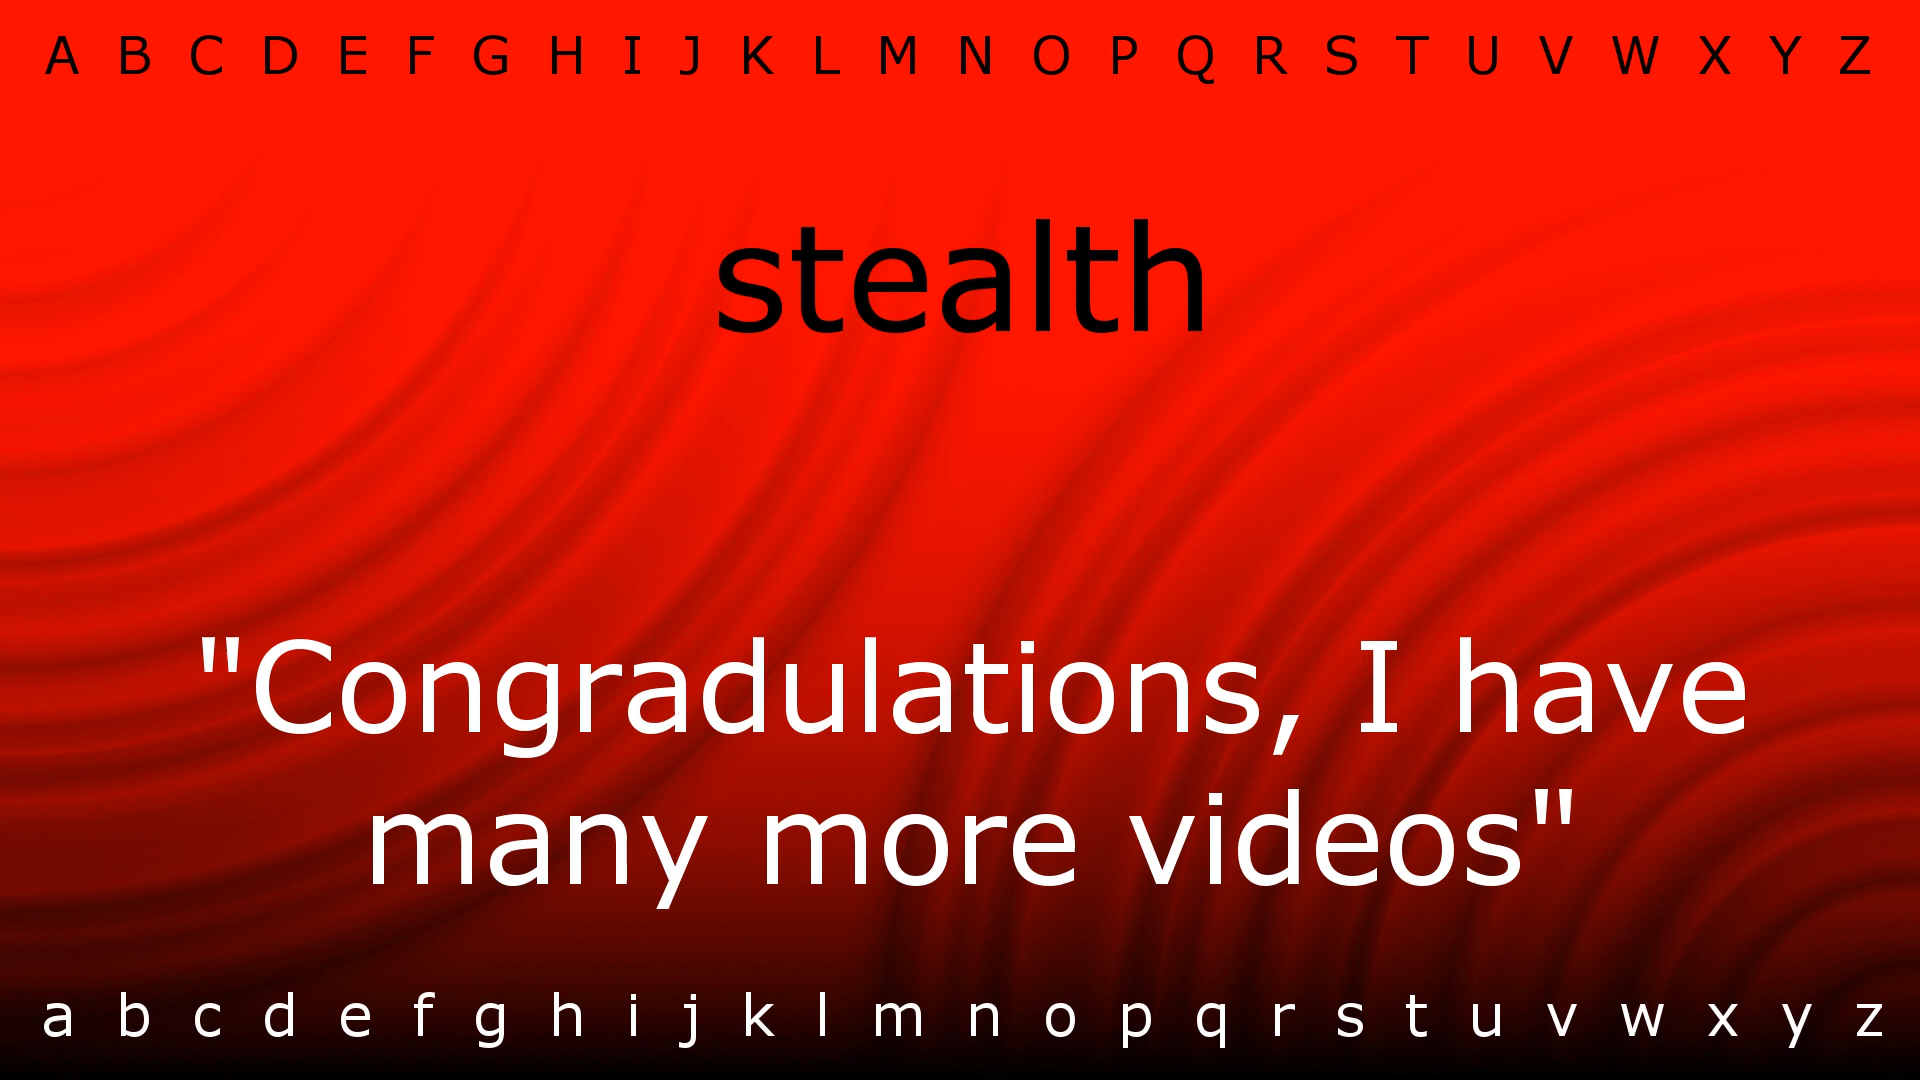 A B C D E F G H I J K L M N O P Q R S T U V W X Y Z
stealth
"Congradulations, I have
many more videos"
a b c d e f g h i j k l m n o p q r s t u v w x y z